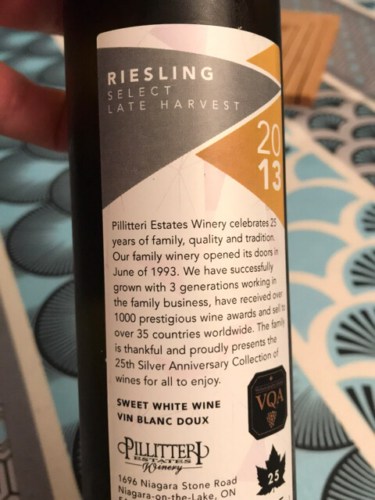 RIESLING
SELECT
LATE HARVEST
20
13
Pillitteri Estates Winery celebrates 25
years of family, quality and tradition.
Our family winery opened its doors in
June of 1993. We have successfully
grown with 3 generations working in
the family business, have received over
1000 prestigious wine awards and sell to
over 35 countries worldwide. The family
is thankful and proudly presents the
25th Silver Anniversary Collection of
wines for all to enjoy.
SWEET WHITE WINE
VIN BLANC DOUX
VQA
PILLITTERI
ESTATES
Winery
25
1696 Niagara Stone Road
Niagara-on-the-Lake, ON